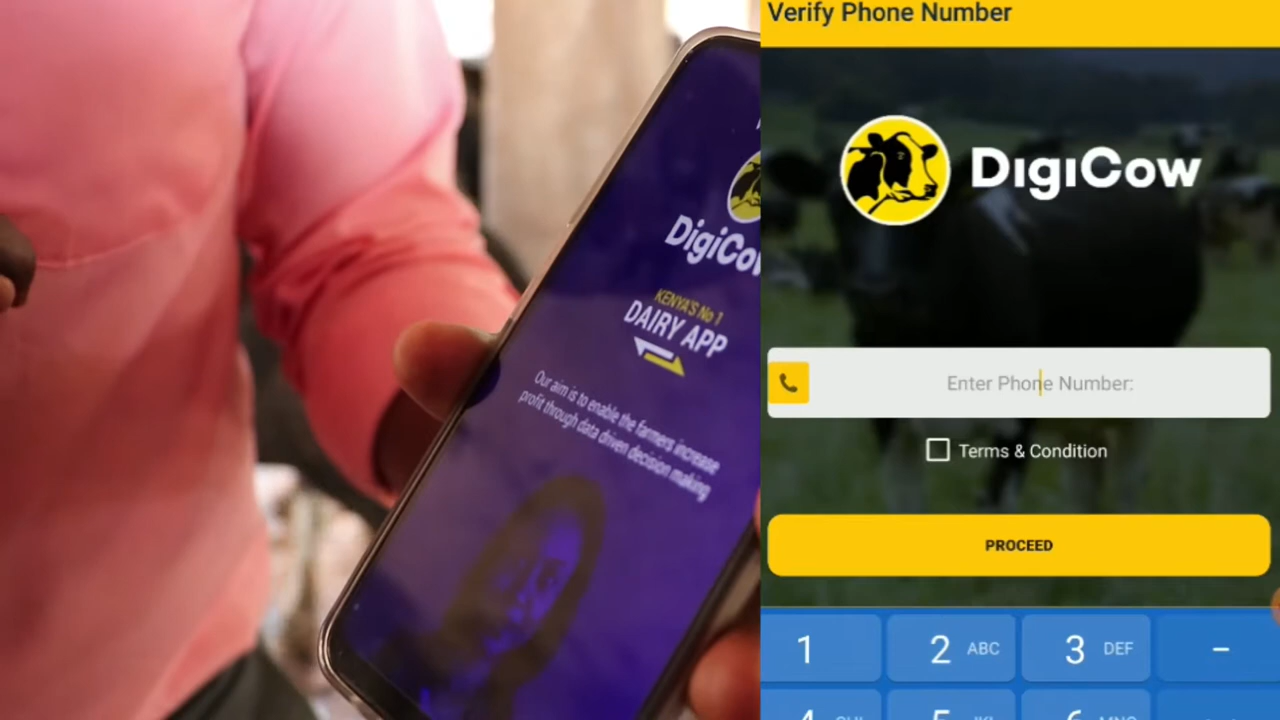 DigiCow
KENYA'S No 1
DAIRY APP
Our aim is to enable the farmers increase
profit through data driven decision making
Verify Phone Number
DIGICOW
Enter Phone Number:
Terms & Condition
PROCEED
1
2 ABC
3 DEF
-